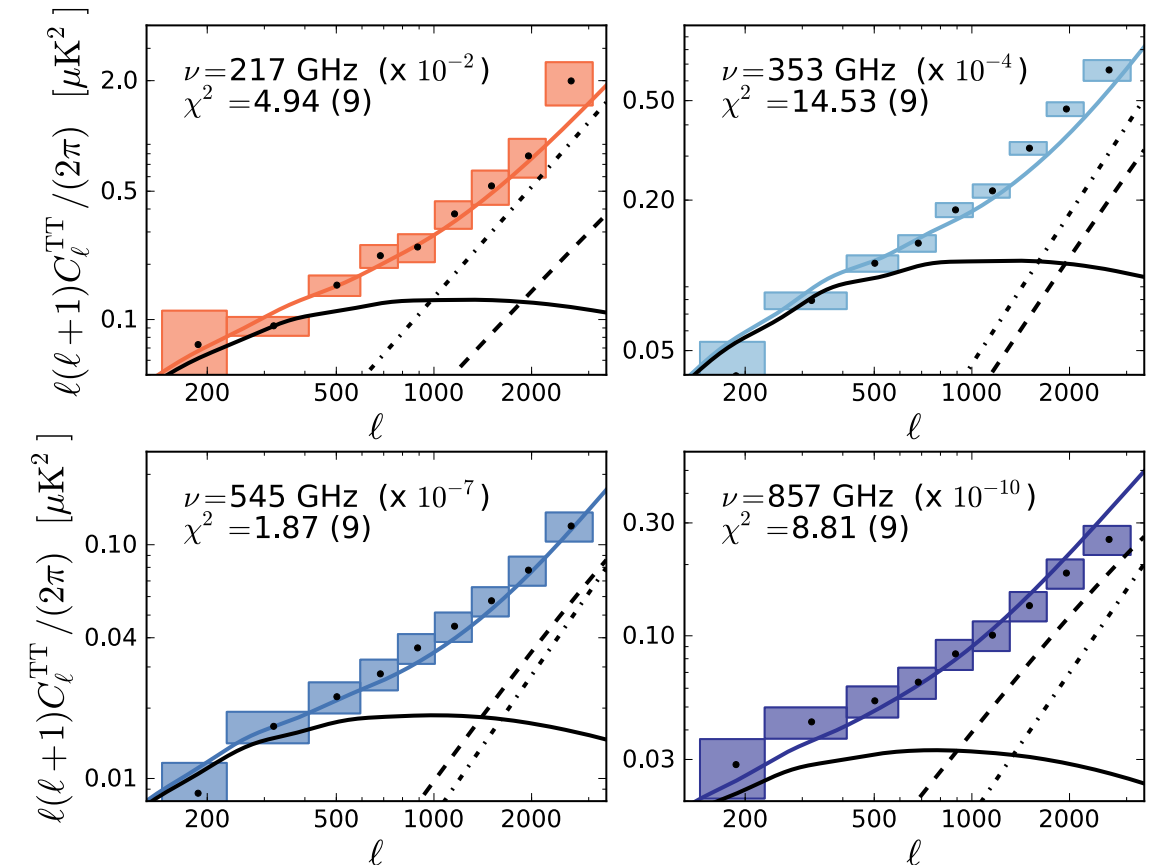 ℓ(ℓ+1)C_ℓ^TT/(2π) [μK²]
ν=217 GHz (x 10⁻²)
χ² =4.94 (9)
2.0
0.5
0.1
200 500 1000 2000
ℓ
ν=353 GHz (x 10⁻⁴)
χ² =14.53 (9)
0.50
0.20
0.05
200 500 1000 2000
ℓ
ℓ(ℓ+1)C_ℓ^TT/(2π) [μK²]
ν=545 GHz (x 10⁻⁷)
χ² =1.87 (9)
0.10
0.04
0.01
200 500 1000 2000
ℓ
ν=857 GHz (x 10⁻¹⁰)
χ² =8.81 (9)
0.30
0.10
0.03
200 500 1000 2000
ℓ